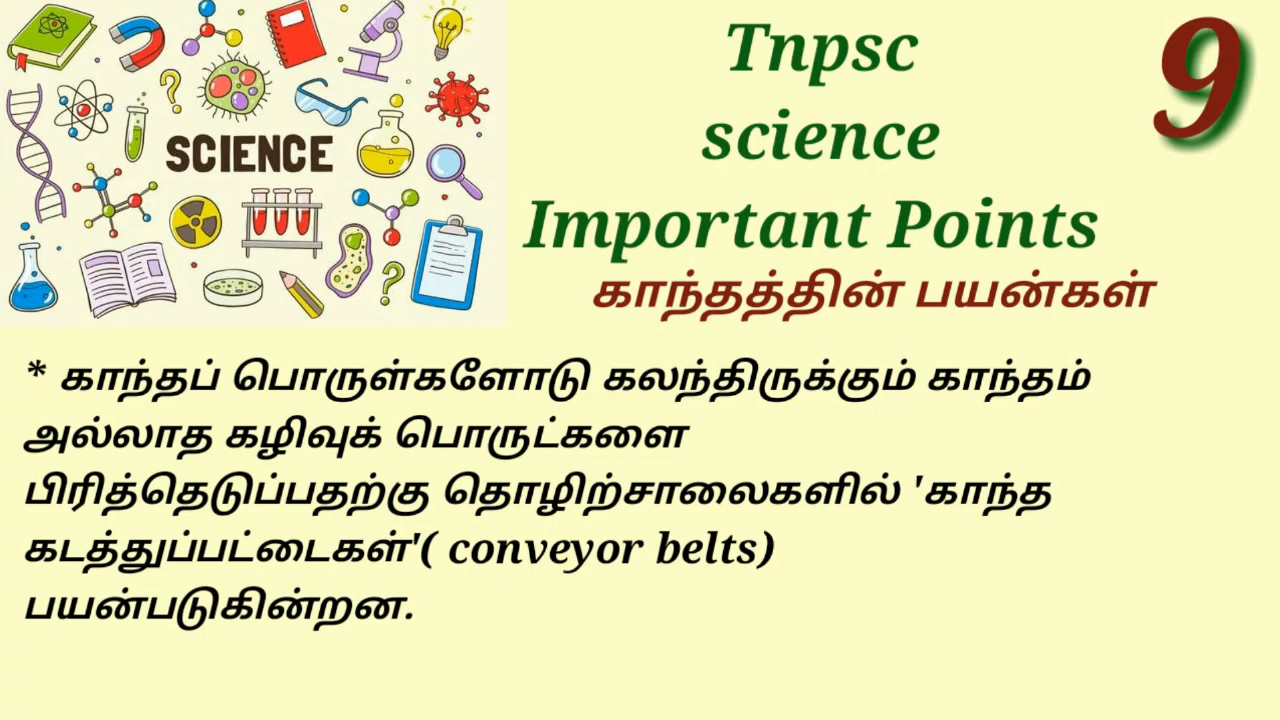 SCIENCE
Tnpsc
science
Important Points
9
காந்தத்தின் பயன்கள்
* காந்தப் பொருள்களோடு கலந்திருக்கும் காந்தம்
அல்லாத கழிவுக் பொருட்களை
பிரித்தெடுப்பதற்கு தொழிற்சாலைகளில் 'காந்த
கடத்துப்பட்டைகள்'( conveyor belts)
பயன்படுகின்றன.